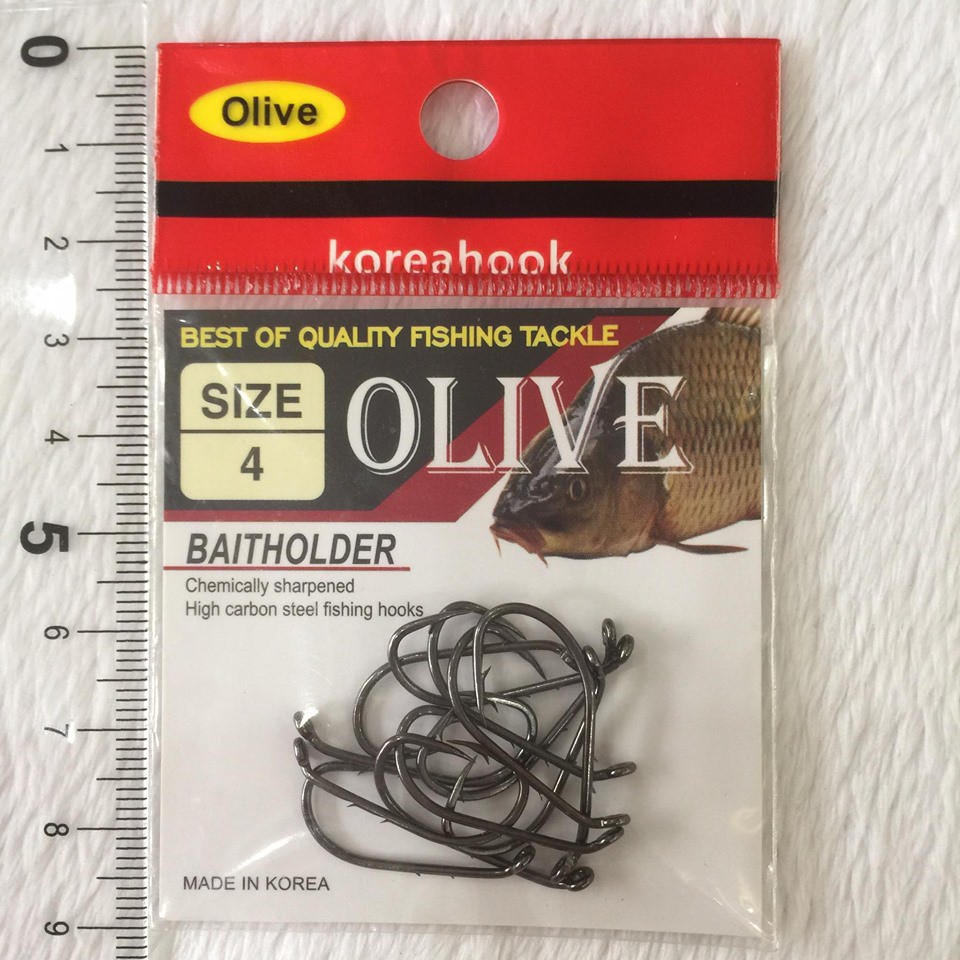 0
1
2
3
4
5
6
7
8
9
Olive
koreahook
BEST OF QUALITY FISHING TACKLE
SIZE
4
OLIVE
BAITHOLDER
Chemically sharpened
High carbon steel fishing hooks
MADE IN KOREA